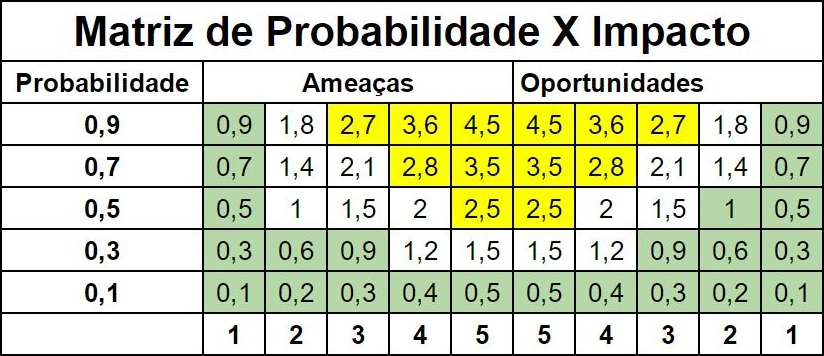 Matriz de Probabilidade X Impacto
Probabilidade Ameaças Oportunidades
0,9 0,9 1,8 2,7 3,6 4,5 4,5 3,6 2,7 1,8 0,9
0,7 0,7 1,4 2,1 2,8 3,5 3,5 2,8 2,1 1,4 0,7
0,5 0,5 1 1,5 2 2,5 2,5 2 1,5 1 0,5
0,3 0,3 0,6 0,9 1,2 1,5 1,5 1,2 0,9 0,6 0,3
0,1 0,1 0,2 0,3 0,4 0,5 0,5 0,4 0,3 0,2 0,1
1 2 3 4 5 5 4 3 2 1